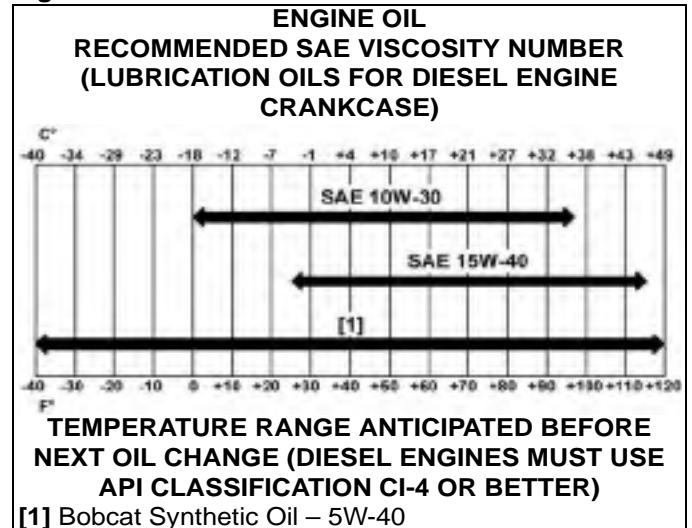 ENGINE OIL
RECOMMENDED SAE VISCOSITY NUMBER
(LUBRICATION OILS FOR DIESEL ENGINE
CRANKCASE)
C°
-40 -34 -29 -23 -18 -12 -7 -1 +4 +10 +17 +21 +27 +32 +38 +43 +49
SAE 10W-30
SAE 15W-40
[1]
-40 -30 -20 -10 0 +10 +20 +30 +40 +50 +60 +70 +80 +90 +100 +110 +120
F°
TEMPERATURE RANGE ANTICIPATED BEFORE
NEXT OIL CHANGE (DIESEL ENGINES MUST USE
API CLASSIFICATION CI-4 OR BETTER)
[1] Bobcat Synthetic Oil – 5W-40